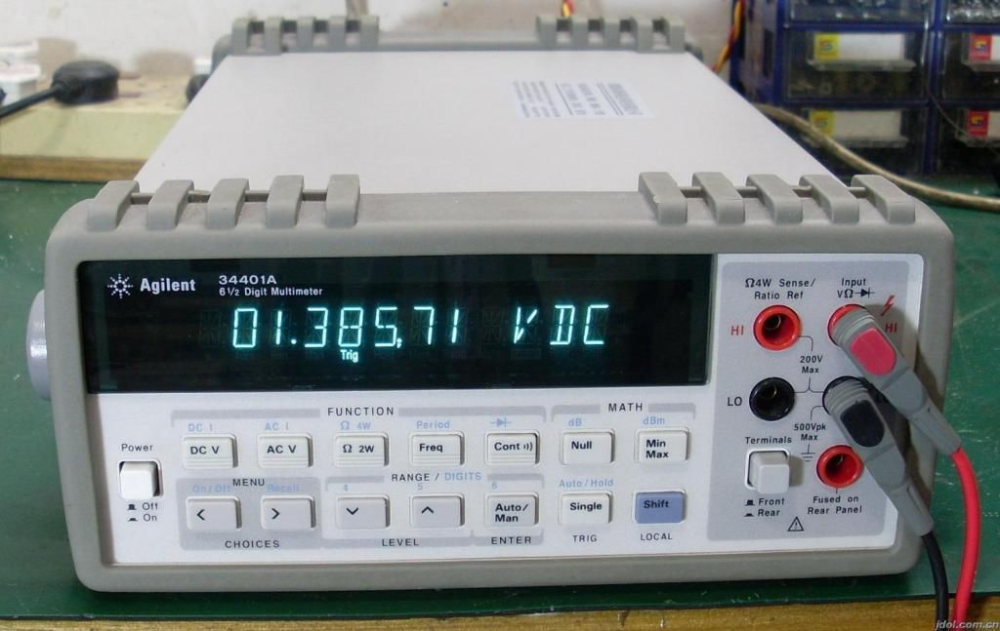 Agilent 34401A
6½ Digit Multimeter
01.385,71 VDC
Trig
Ω4W Sense/
Ratio Ref
Input
VΩ
HI
HI
200V
Max
LO
500Vpk
Max
Terminals
Front
Rear
Fused on
Rear Panel
Power
Off
On
FUNCTION
MATH
DC I
AC I
Ω 4W
Period
dB
dBm
DC V
AC V
Ω 2W
Freq
Cont
Null
Min
Max
MENU
RANGE / DIGITS
On/Off
Recall
4
5
6
Auto/Hold
<
>
Auto/
Man
Single
Shift
CHOICES
LEVEL
ENTER
TRIG
LOCAL
idol.com.cn